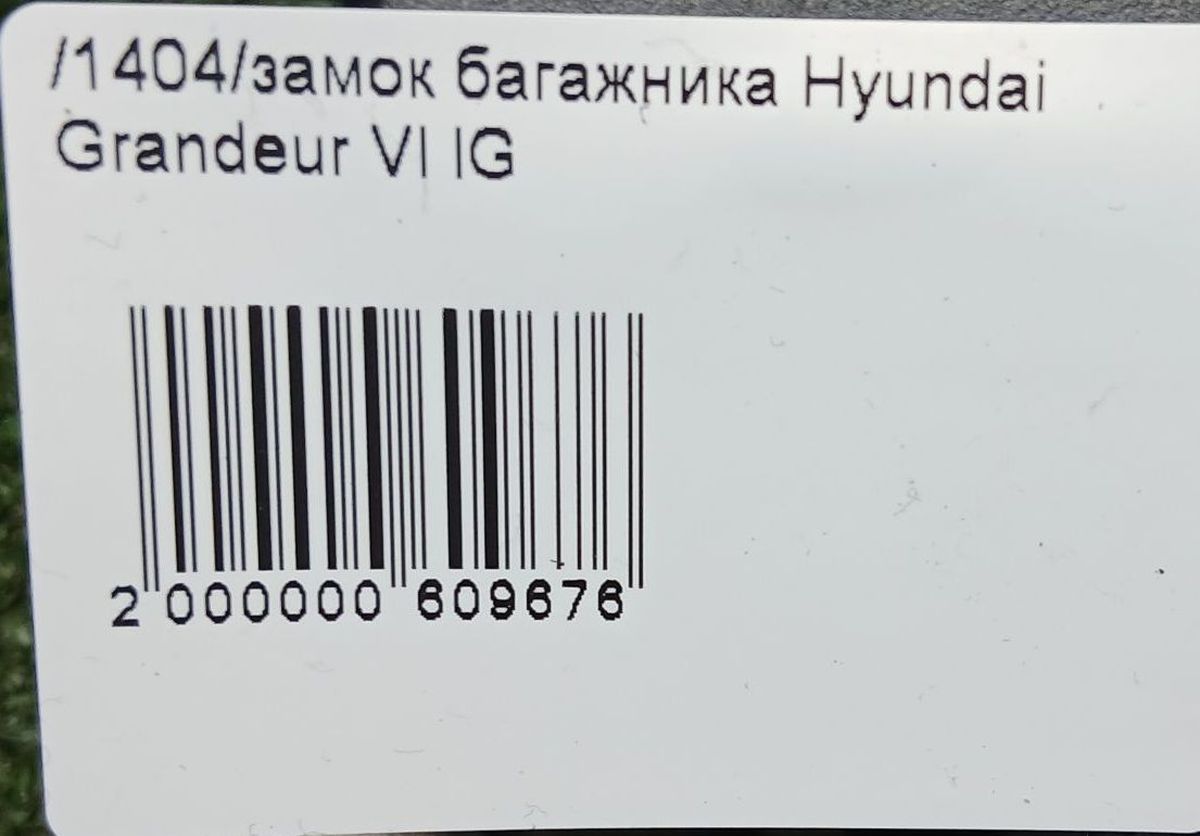 /1404/замок багажника Hyundai
Grandeur VI IG
2 000000 609676